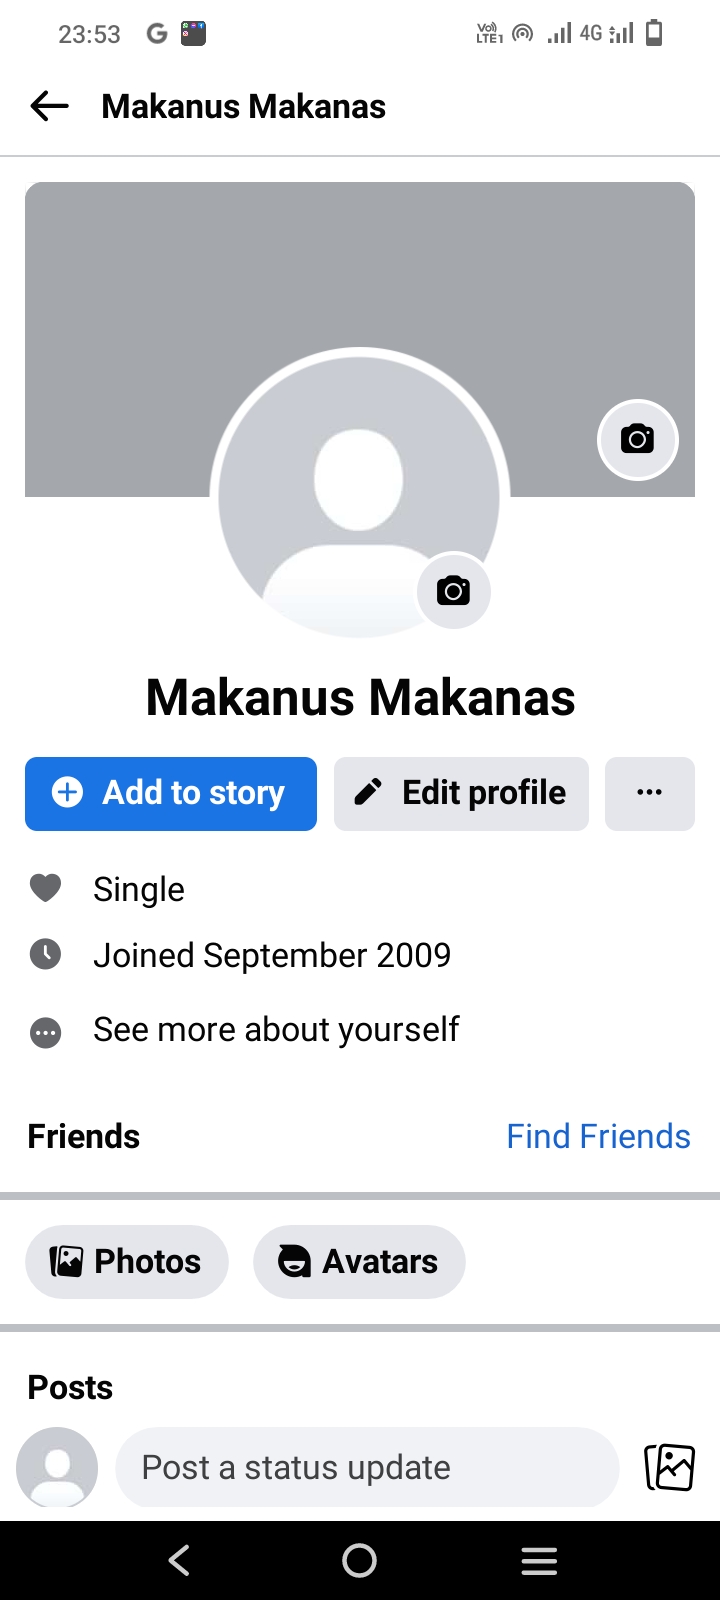 23:53 G Vo) LTE1 4G
Makanus Makanas
Makanus Makanas
Add to story Edit profile
Single
Joined September 2009
See more about yourself
Friends Find Friends
Photos Avatars
Posts
Post a status update